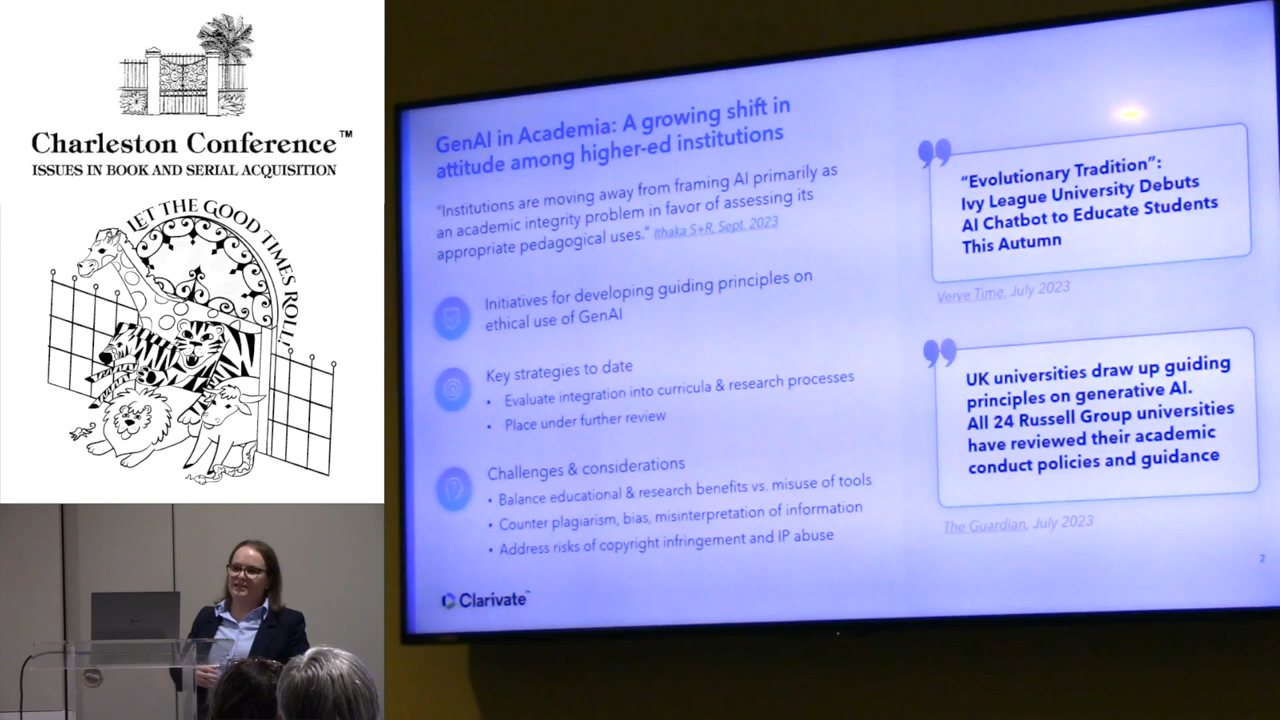 Charleston Conference™
ISSUES IN BOOK AND SERIAL ACQUISITION
LET THE GOOD TIMES ROLL!
GenAI in Academia: A growing shift in
attitude among higher-ed institutions
“Institutions are moving away from framing AI primarily as
an academic integrity problem in favor of assessing its
appropriate pedagogical uses.” Ithaka S+R, Sept. 2023
Initiatives for developing guiding principles on
ethical use of GenAI
Key strategies to date
• Evaluate integration into curricula & research processes
• Place under further review
Challenges & considerations
• Balance educational & research benefits vs. misuse of tools
• Counter plagiarism, bias, misinterpretation of information
• Address risks of copyright infringement and IP abuse
Clarivate™
“Evolutionary Tradition”:
Ivy League University Debuts
AI Chatbot to Educate Students
This Autumn
Verve Time, July 2023
UK universities draw up guiding
principles on generative AI.
All 24 Russell Group universities
have reviewed their academic
conduct policies and guidance
The Guardian, July 2023
2